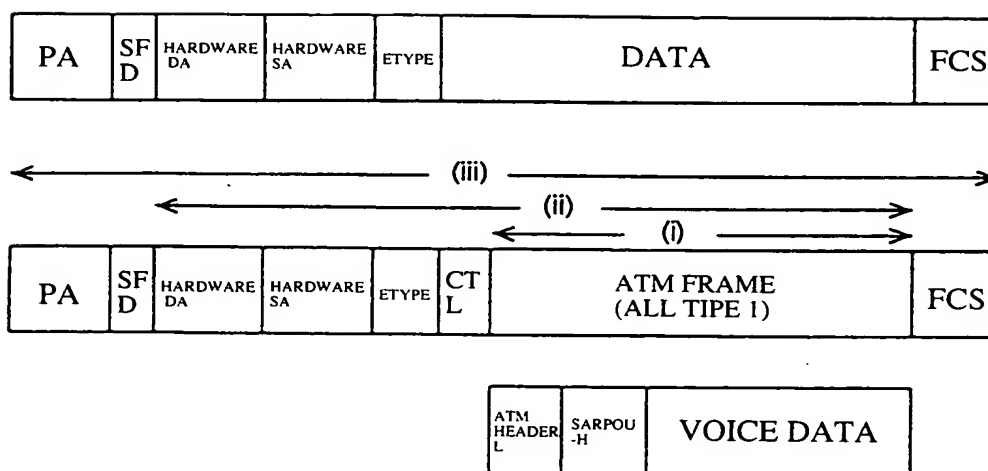 PA SF D HARDWARE DA HARDWARE SA ETYPE DATA FCS
(iii)
(ii)
(i)
PA SF D HARDWARE DA HARDWARE SA ETYPE CT L ATM FRAME (ALL TIPE 1) FCS
ATM HEADER L SARPOU -H VOICE DATA